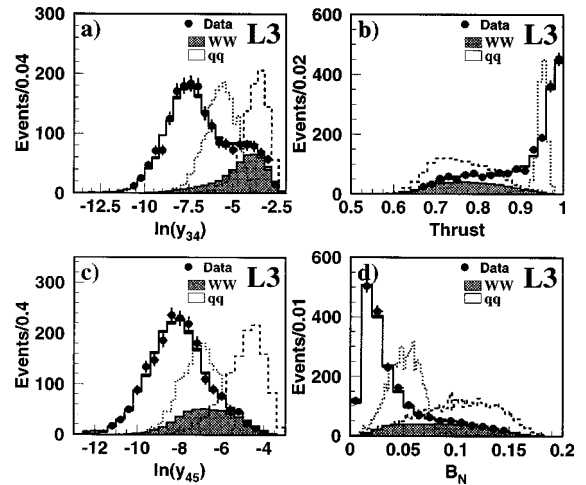 a) L3
Data
WW
qq
Events/0.04
300
200
100
0
-12.5 -10 -7.5 -5 -2.5
ln(y34)
b) L3
Data
WW
qq
Events/0.02
600
400
200
0
0.5 0.6 0.7 0.8 0.9 1
Thrust
c) L3
Data
WW
qq
Events/0.4
300
200
100
0
-12 -10 -8 -6 -4
ln(y45)
d) L3
Data
WW
qq
Events/0.01
600
400
200
0
0 0.05 0.1 0.15 0.2
BN